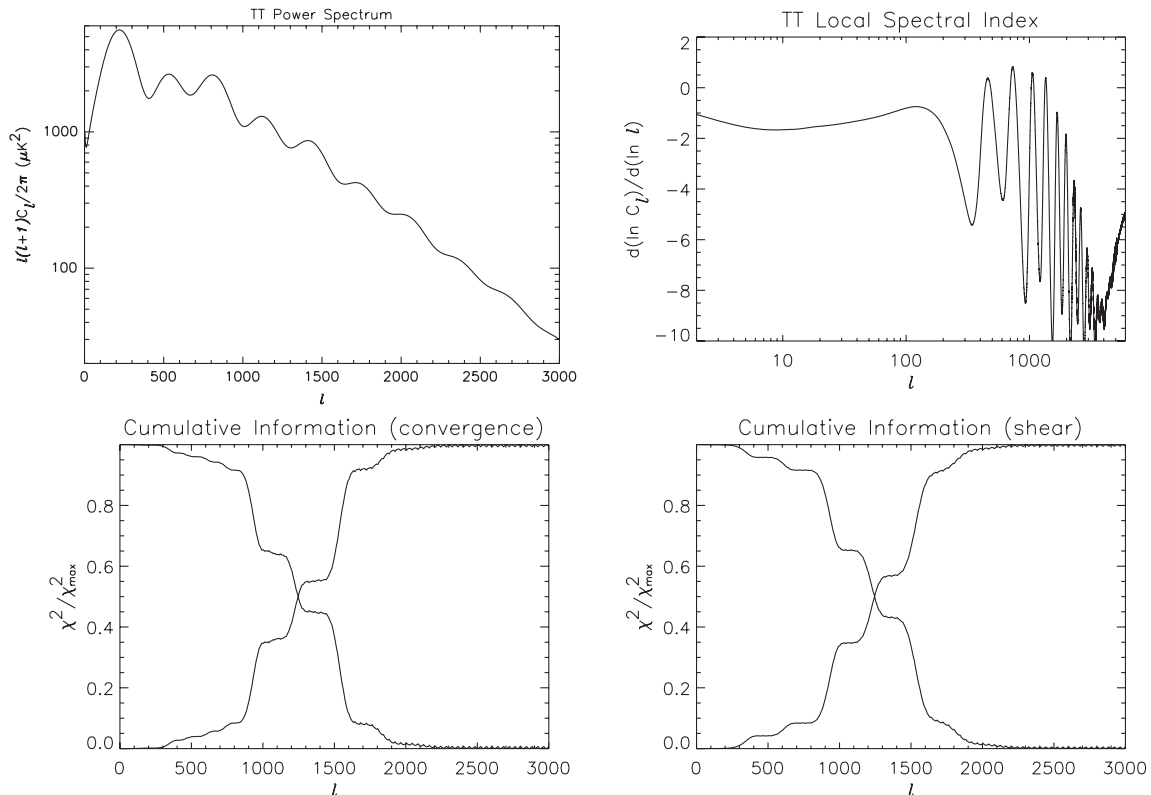 TT Power Spectrum
l(l+1)C_l/2π (μK²)
1000
100
0 500 1000 1500 2000 2500 3000
l
TT Local Spectral Index
d(ln C_l)/d(ln l)
2
0
-2
-4
-6
-8
-10
10 100 1000
l
Cumulative Information (convergence)
χ²/χ²max
0.8
0.6
0.4
0.2
0.0
0 500 1000 1500 2000 2500 3000
l
Cumulative Information (shear)
χ²/χ²max
0.8
0.6
0.4
0.2
0.0
0 500 1000 1500 2000 2500 3000
l